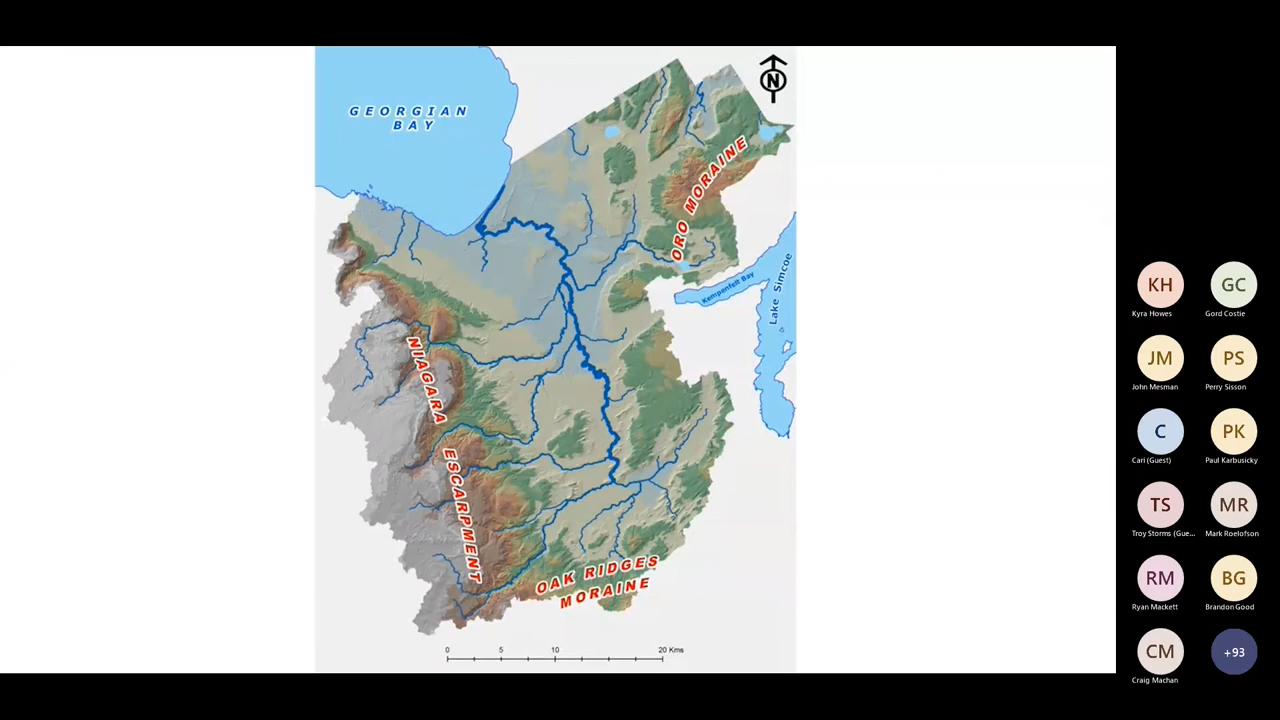 GEORGIAN
BAY
N
ORO MORAINE
Kempenfelt Bay
Lake Simcoe
NIAGARA
ESCARPMENT
OAK RIDGES
MORAINE
0 5 10 20 Kms
KH GC
Kyra Howes Gord Costie
JM PS
John Mesman Perry Sisson
C PK
Cari (Guest) Paul Karbusicky
TS MR
Troy Storms (Gue... Mark Roelofson
RM BG
Ryan Mackett Brandon Good
CM +93
Craig Machan